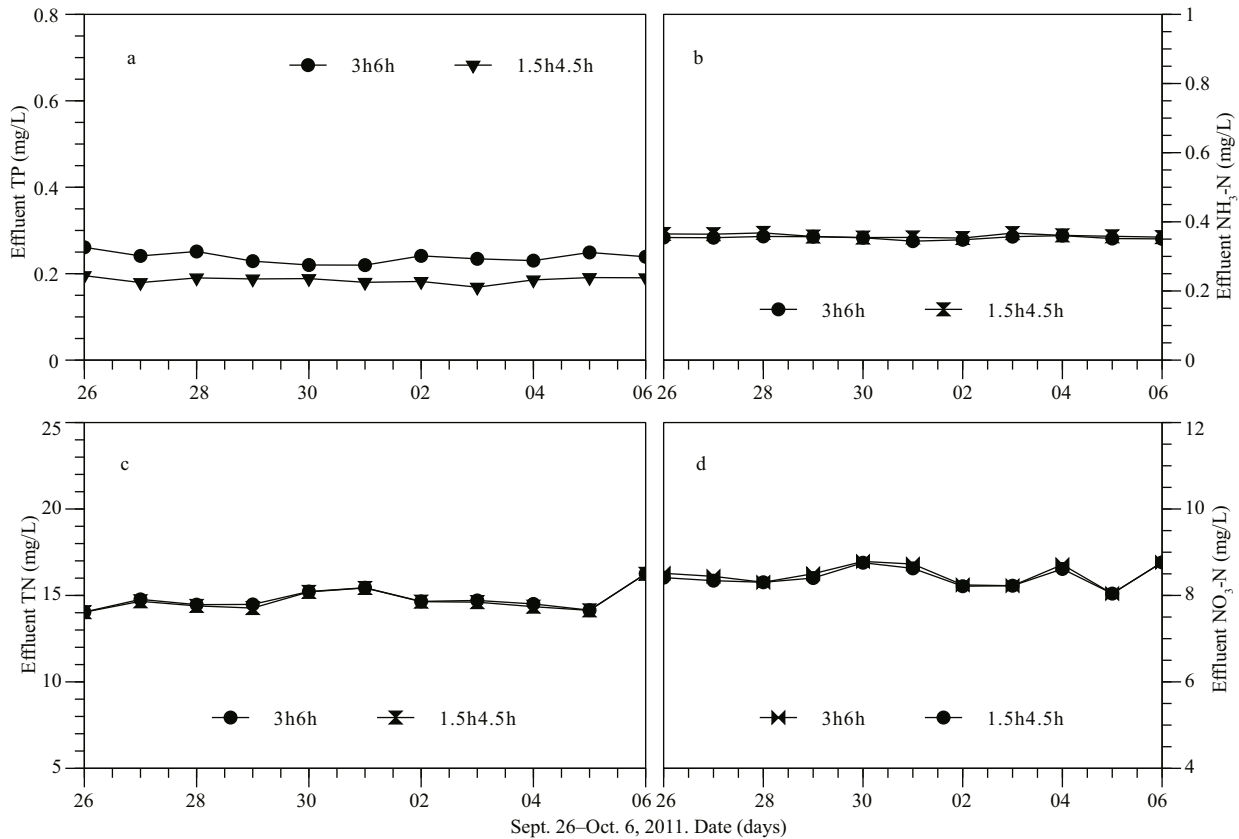 0.8
0.6
0.4
0.2
0
Effluent TP (mg/L)
a
3h6h
1.5h4.5h
26
28
30
02
04
06
b
3h6h
1.5h4.5h
1
0.8
0.6
0.4
0.2
0
Effluent NH3-N (mg/L)
26
28
30
02
04
06
25
20
15
10
5
Effluent TN (mg/L)
c
3h6h
1.5h4.5h
26
28
30
02
04
06
d
3h6h
1.5h4.5h
12
10
8
6
4
Effluent NO3-N (mg/L)
26
28
30
02
04
06
Sept. 26–Oct. 6, 2011. Date (days)